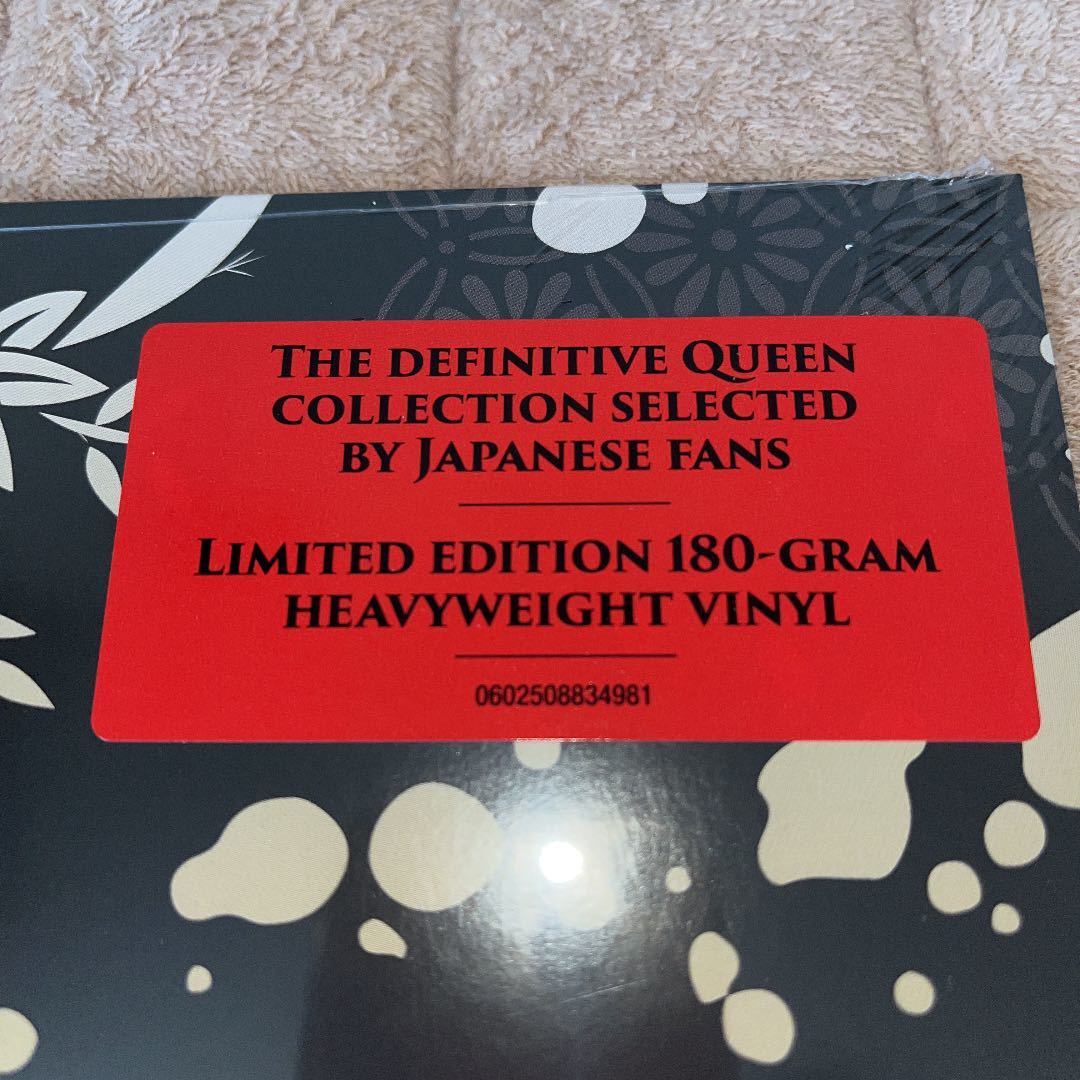 The definitive Queen
collection selected
by Japanese fans
Limited edition 180-gram
heavyweight vinyl
0602508834981